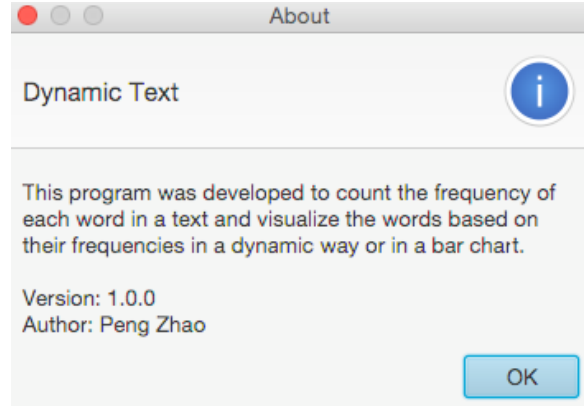 About
Dynamic Text
This program was developed to count the frequency of
each word in a text and visualize the words based on
their frequencies in a dynamic way or in a bar chart.
Version: 1.0.0
Author: Peng Zhao
OK